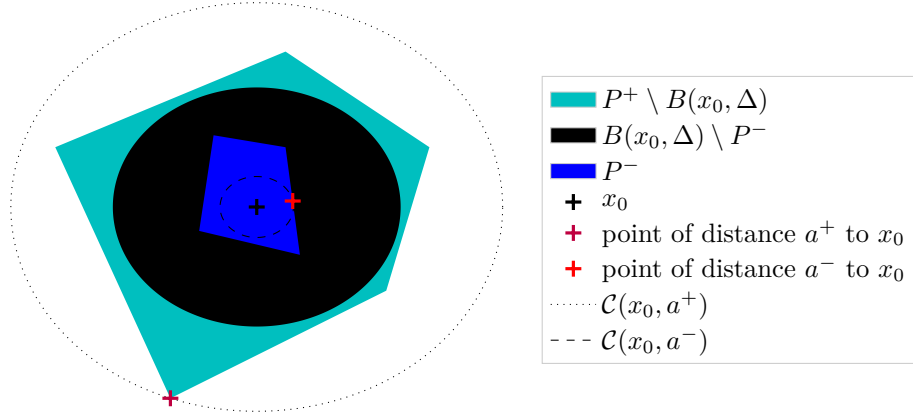 P⁺ \ B(x₀, Δ)
B(x₀, Δ) \ P⁻
P⁻
x₀
point of distance a⁺ to x₀
point of distance a⁻ to x₀
𝒞(x₀, a⁺)
𝒞(x₀, a⁻)